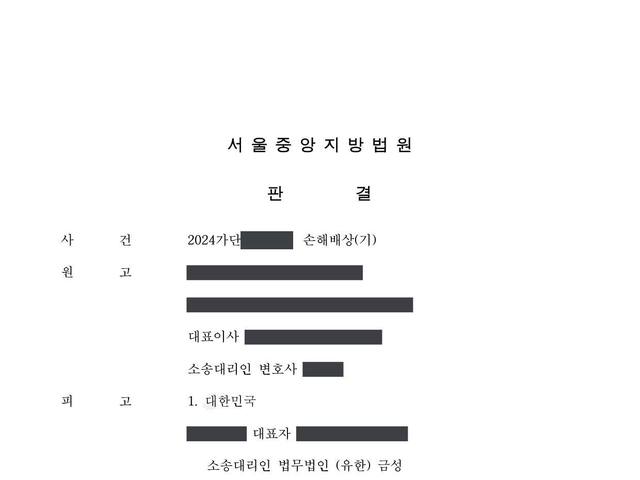 서울중앙지방법원
판 결
사 건 2024가단 손해배상(기)
원 고
대표이사
소송대리인 변호사
피 고 1. 대한민국
대표자
소송대리인 법무법인 (유한) 금성